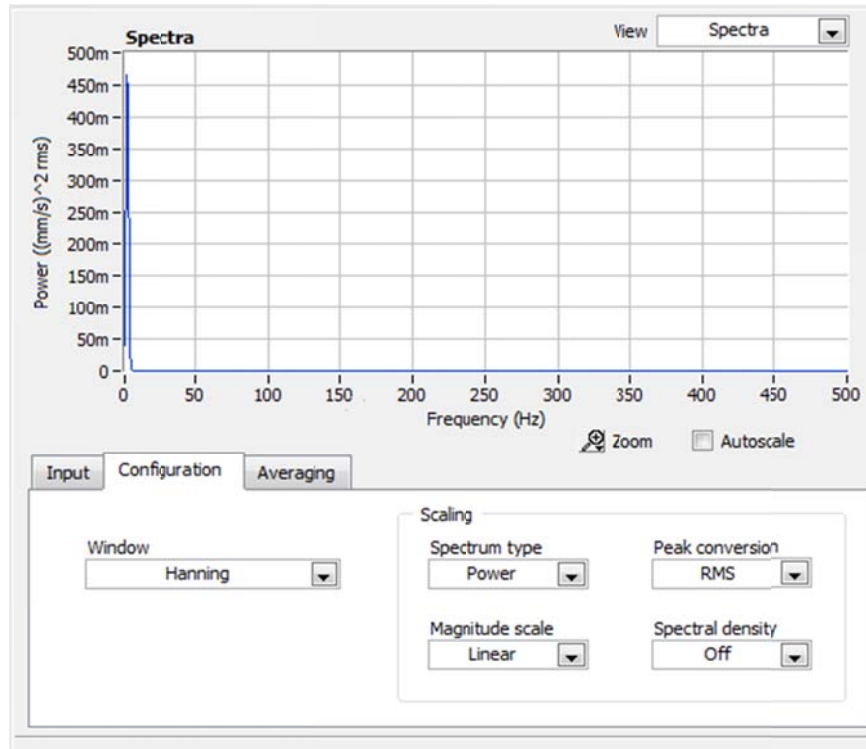 Spectra
View Spectra
500m
450m
400m
350m
300m
250m
200m
150m
100m
50m
0
Power ((mm/s)^2 rms)
0 50 100 150 200 250 300 350 400 450 500
Frequency (Hz)
Zoom Autoscale
Input Configuration Averaging
Window
Hanning
Scaling
Spectrum type Peak conversion
Power RMS
Magnitude scale Spectral density
Linear Off